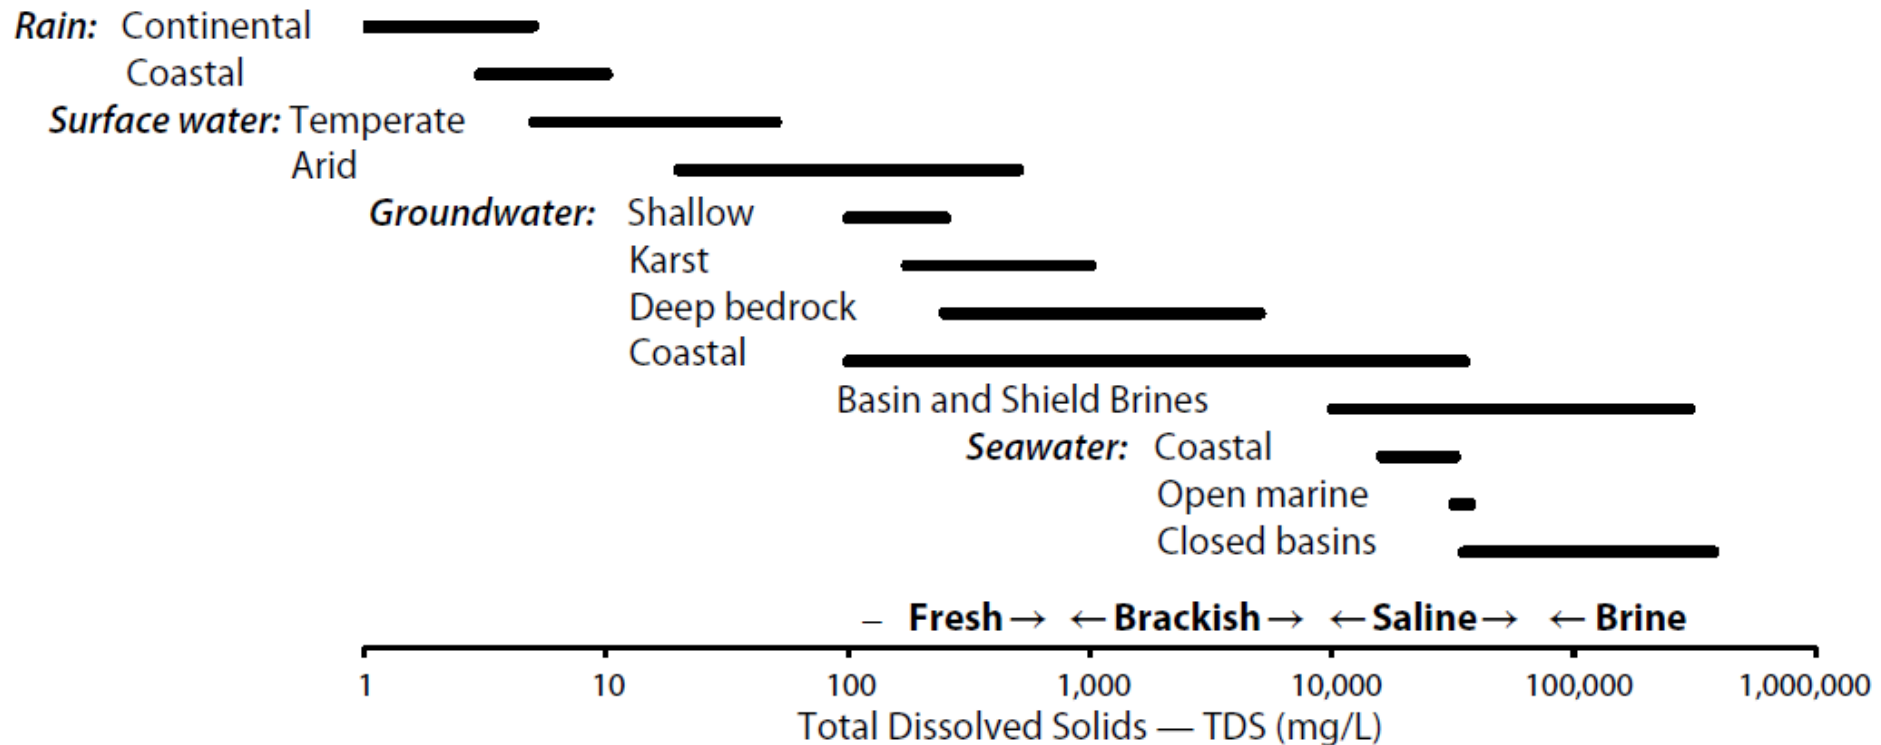 Rain: Continental
Coastal
Surface water: Temperate
Arid
Groundwater: Shallow
Karst
Deep bedrock
Coastal
Basin and Shield Brines
Seawater: Coastal
Open marine
Closed basins
– Fresh→ ←Brackish→ ←Saline→ ←Brine
1 10 100 1,000 10,000 100,000 1,000,000
Total Dissolved Solids — TDS (mg/L)